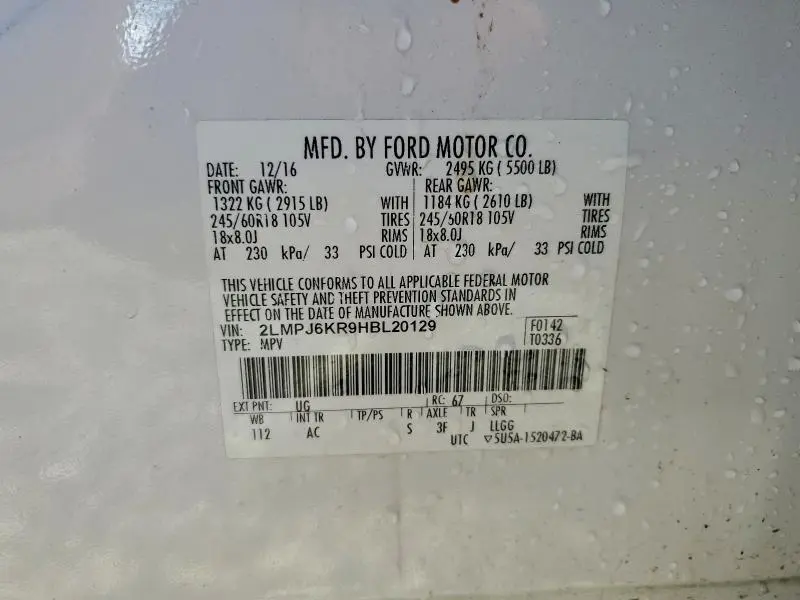 MFD. BY FORD MOTOR CO.
DATE: 12/16 GVWR: 2495 KG ( 5500 LB)
FRONT GAWR: REAR GAWR:
1322 KG ( 2915 LB) WITH 1184 KG ( 2610 LB) WITH
245/60R18 105V TIRES 245/60R18 105V TIRES
18x8.0J RIMS 18x8.0J RIMS
AT 230 kPa/ 33 PSI COLD AT 230 kPa/ 33 PSI COLD
THIS VEHICLE CONFORMS TO ALL APPLICABLE FEDERAL MOTOR
VEHICLE SAFETY AND THEFT PREVENTION STANDARDS IN
EFFECT ON THE DATE OF MANUFACTURE SHOWN ABOVE.
VIN: 2LMPJ6KR9HBL20129 F0142
TYPE: MPV T0336
EXT PNT: UG RC: 67 DSO:
WB INT TR TP/PS R AXLE TR SPR
112 AC S 3F J LLGG
UTC ▽5U5A-1520472-BA